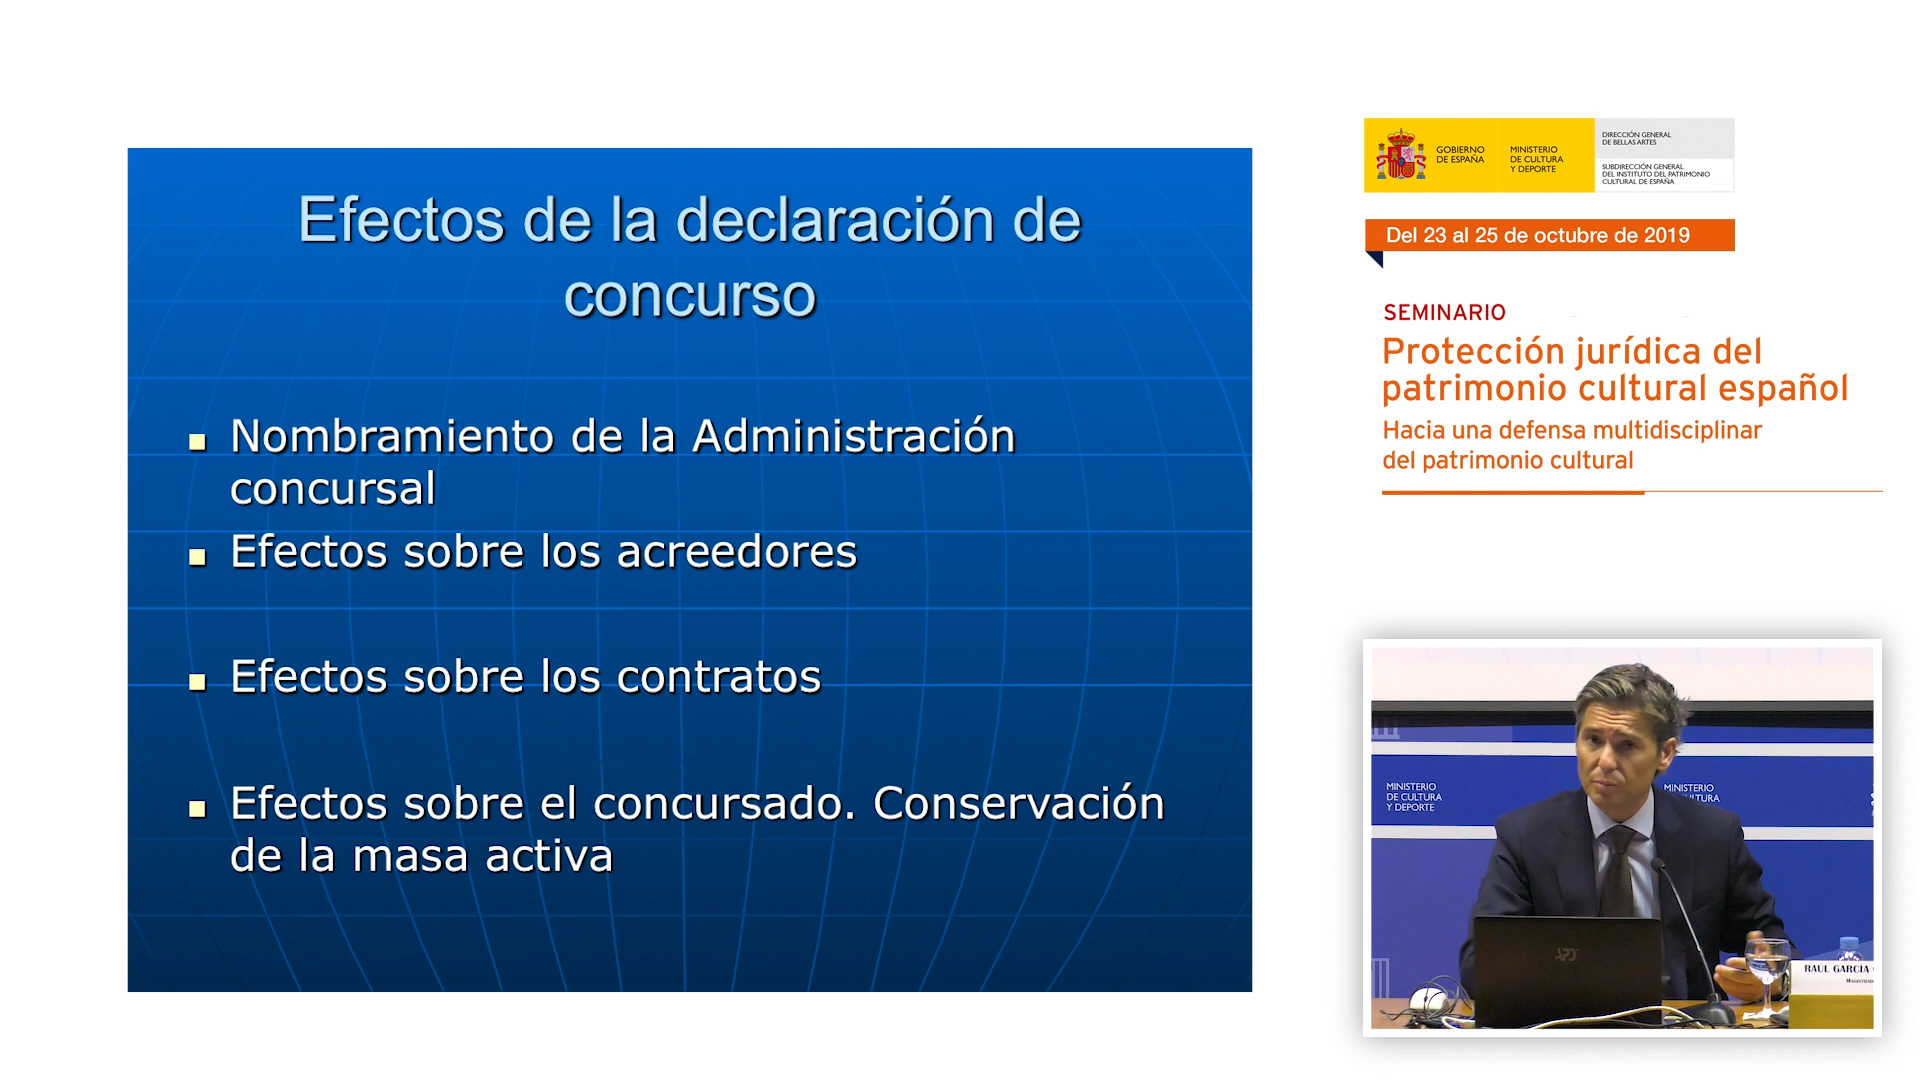 Efectos de la declaración de
concurso
Nombramiento de la Administración
concursal
Efectos sobre los acreedores
Efectos sobre los contratos
Efectos sobre el concursado. Conservación
de la masa activa
GOBIERNO
DE ESPAÑA
MINISTERIO
DE CULTURA
Y DEPORTE
DIRECCIÓN GENERAL
DE BELLAS ARTES
SUBDIRECCIÓN GENERAL
DEL INSTITUTO DEL PATRIMONIO
CULTURAL DE ESPAÑA
Del 23 al 25 de octubre de 2019
SEMINARIO
Protección jurídica del
patrimonio cultural español
Hacia una defensa multidisciplinar
del patrimonio cultural
MINISTERIO
DE CULTURA
Y DEPORTE
MINISTERIO
RAÚL GARCÍA